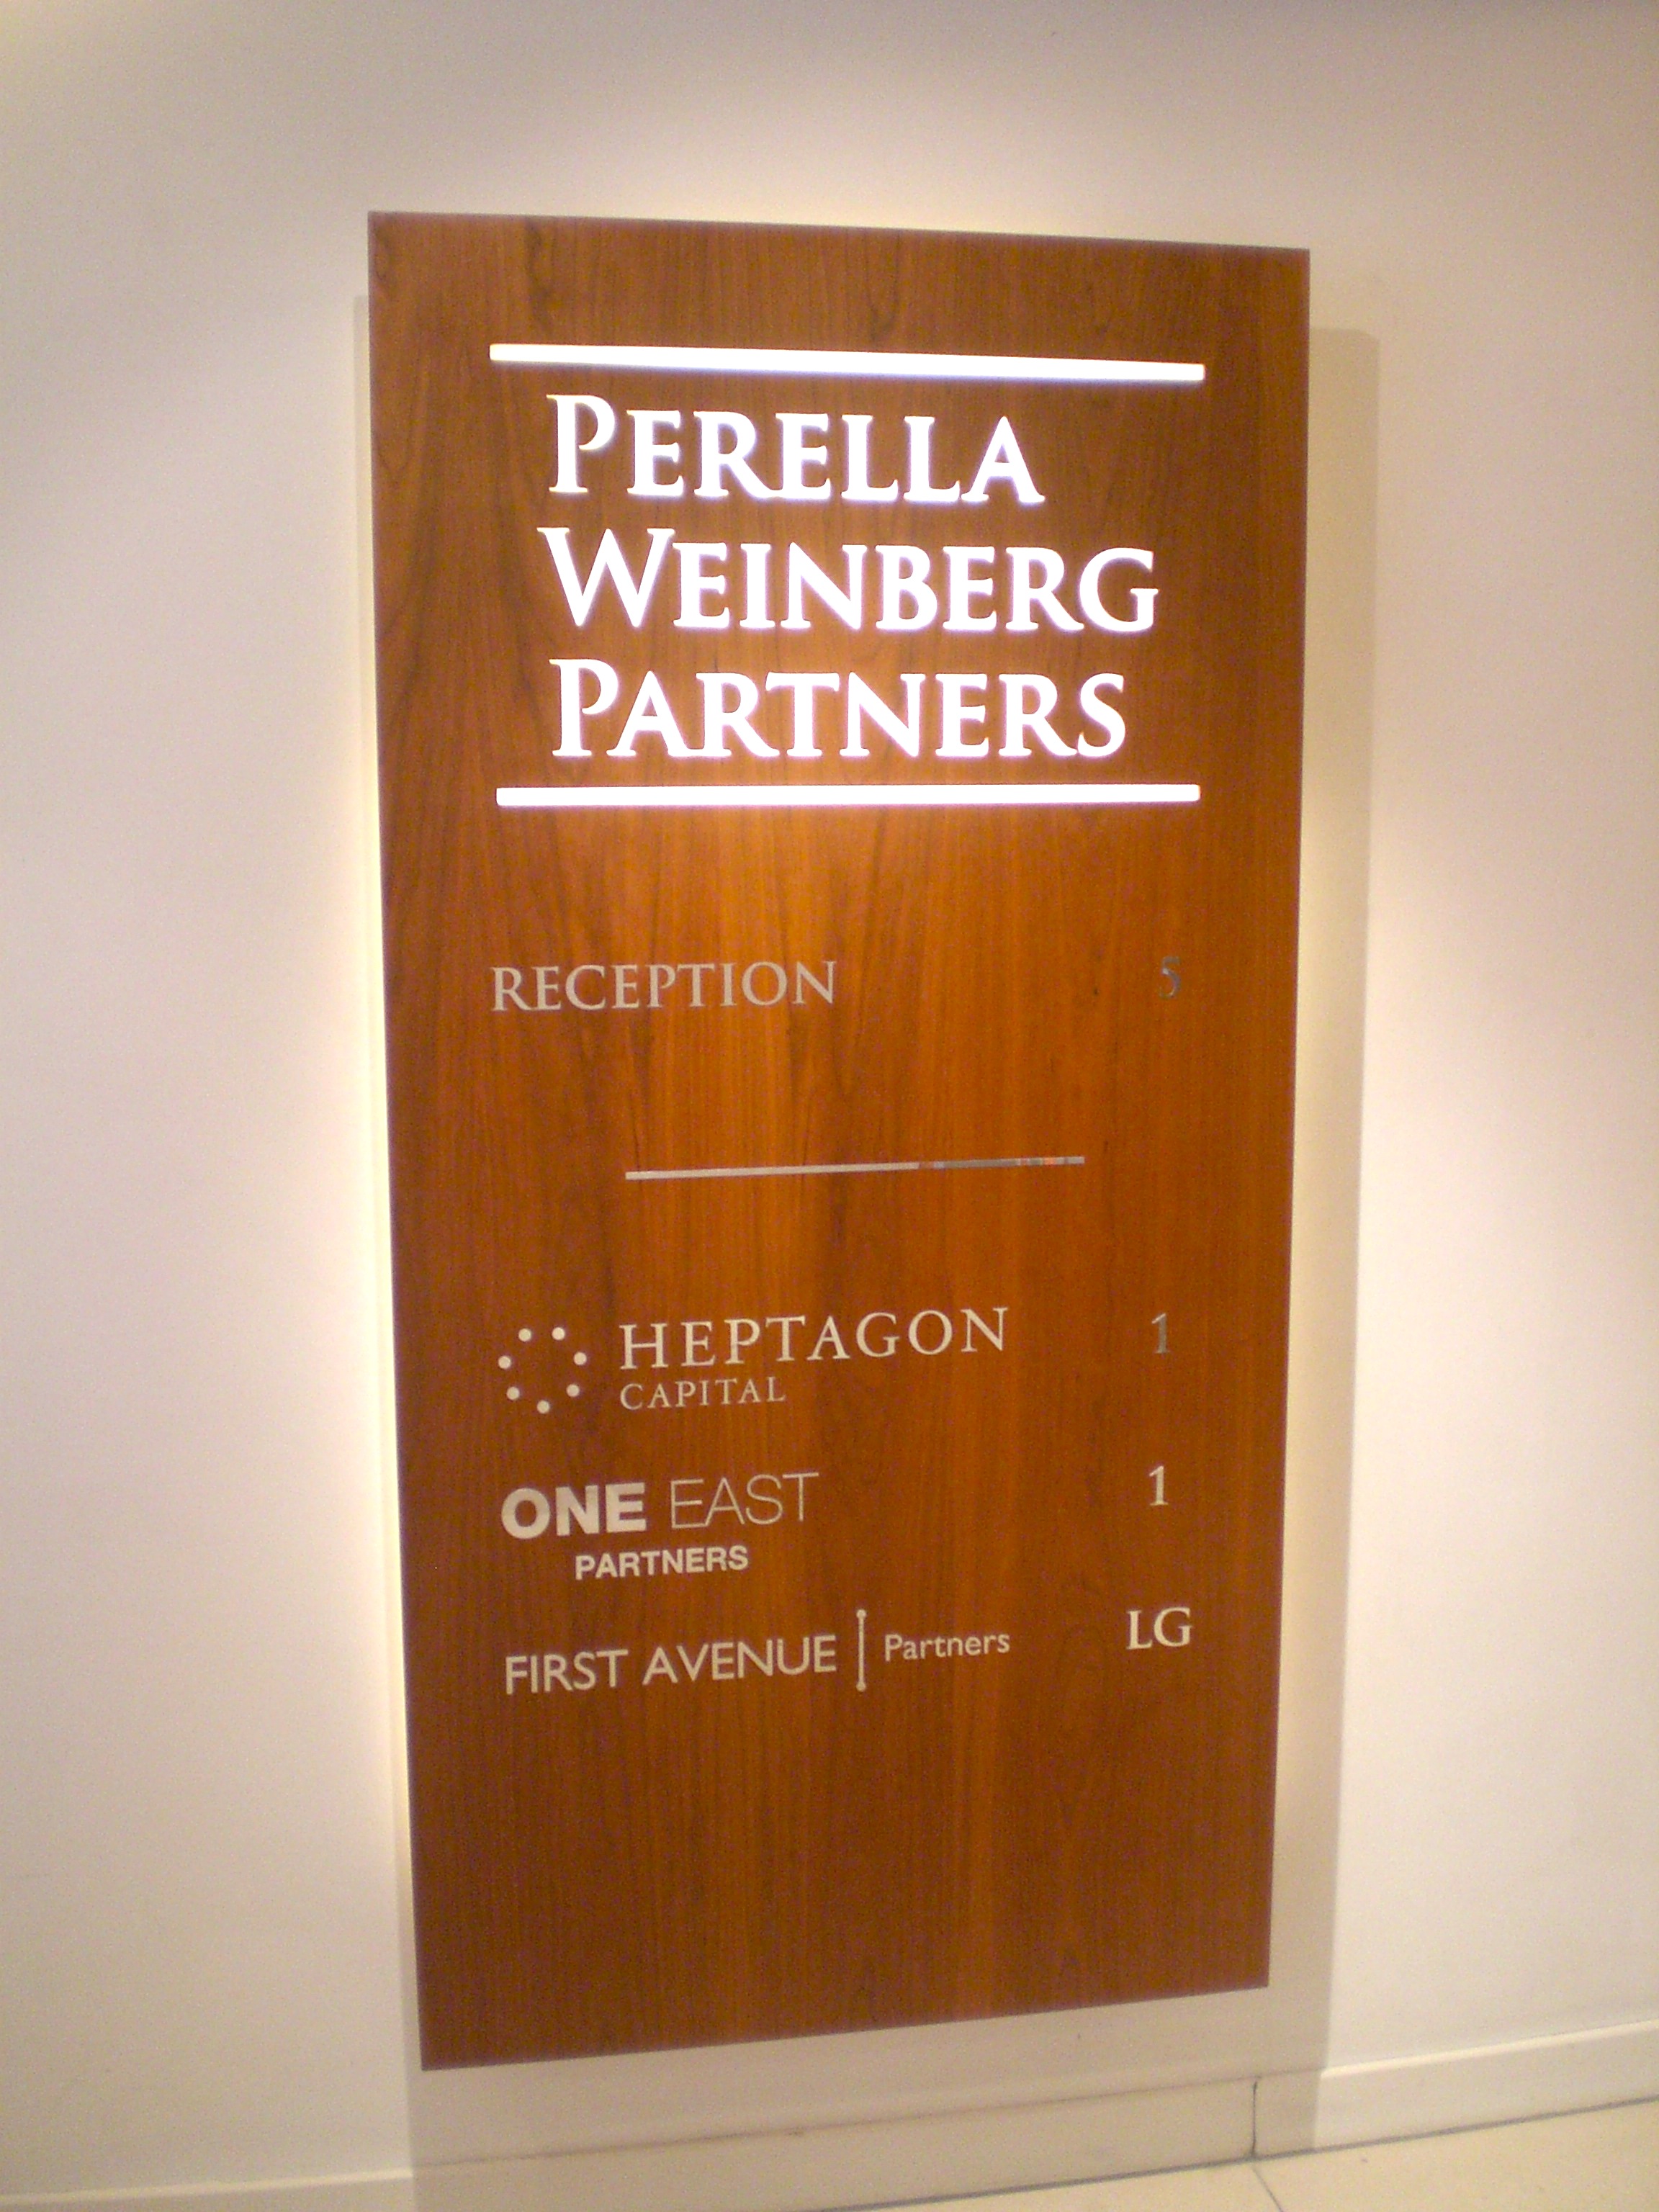 PERELLA
WEINBERG
PARTNERS
RECEPTION 5
HEPTAGON 1
CAPITAL
ONE EAST 1
PARTNERS
FIRST AVENUE Partners LG